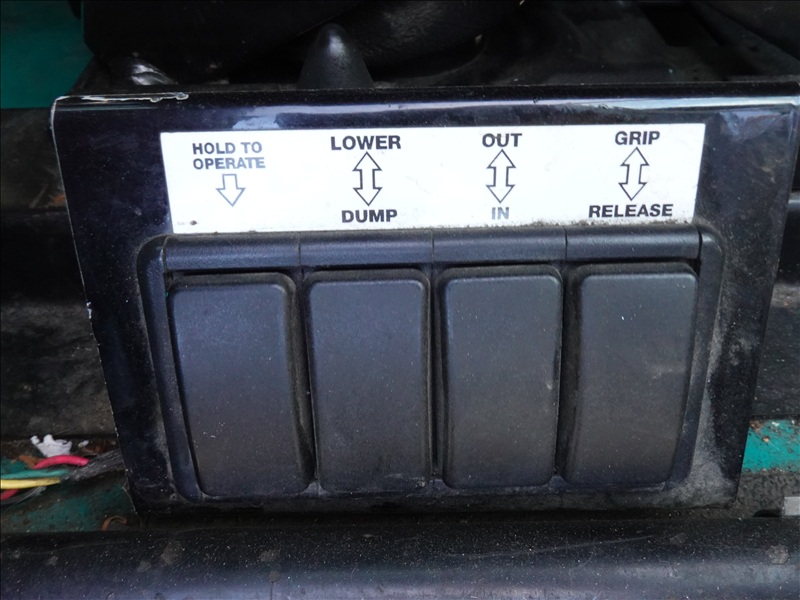 HOLD TO
OPERATE
LOWER
DUMP
OUT
IN
GRIP
RELEASE